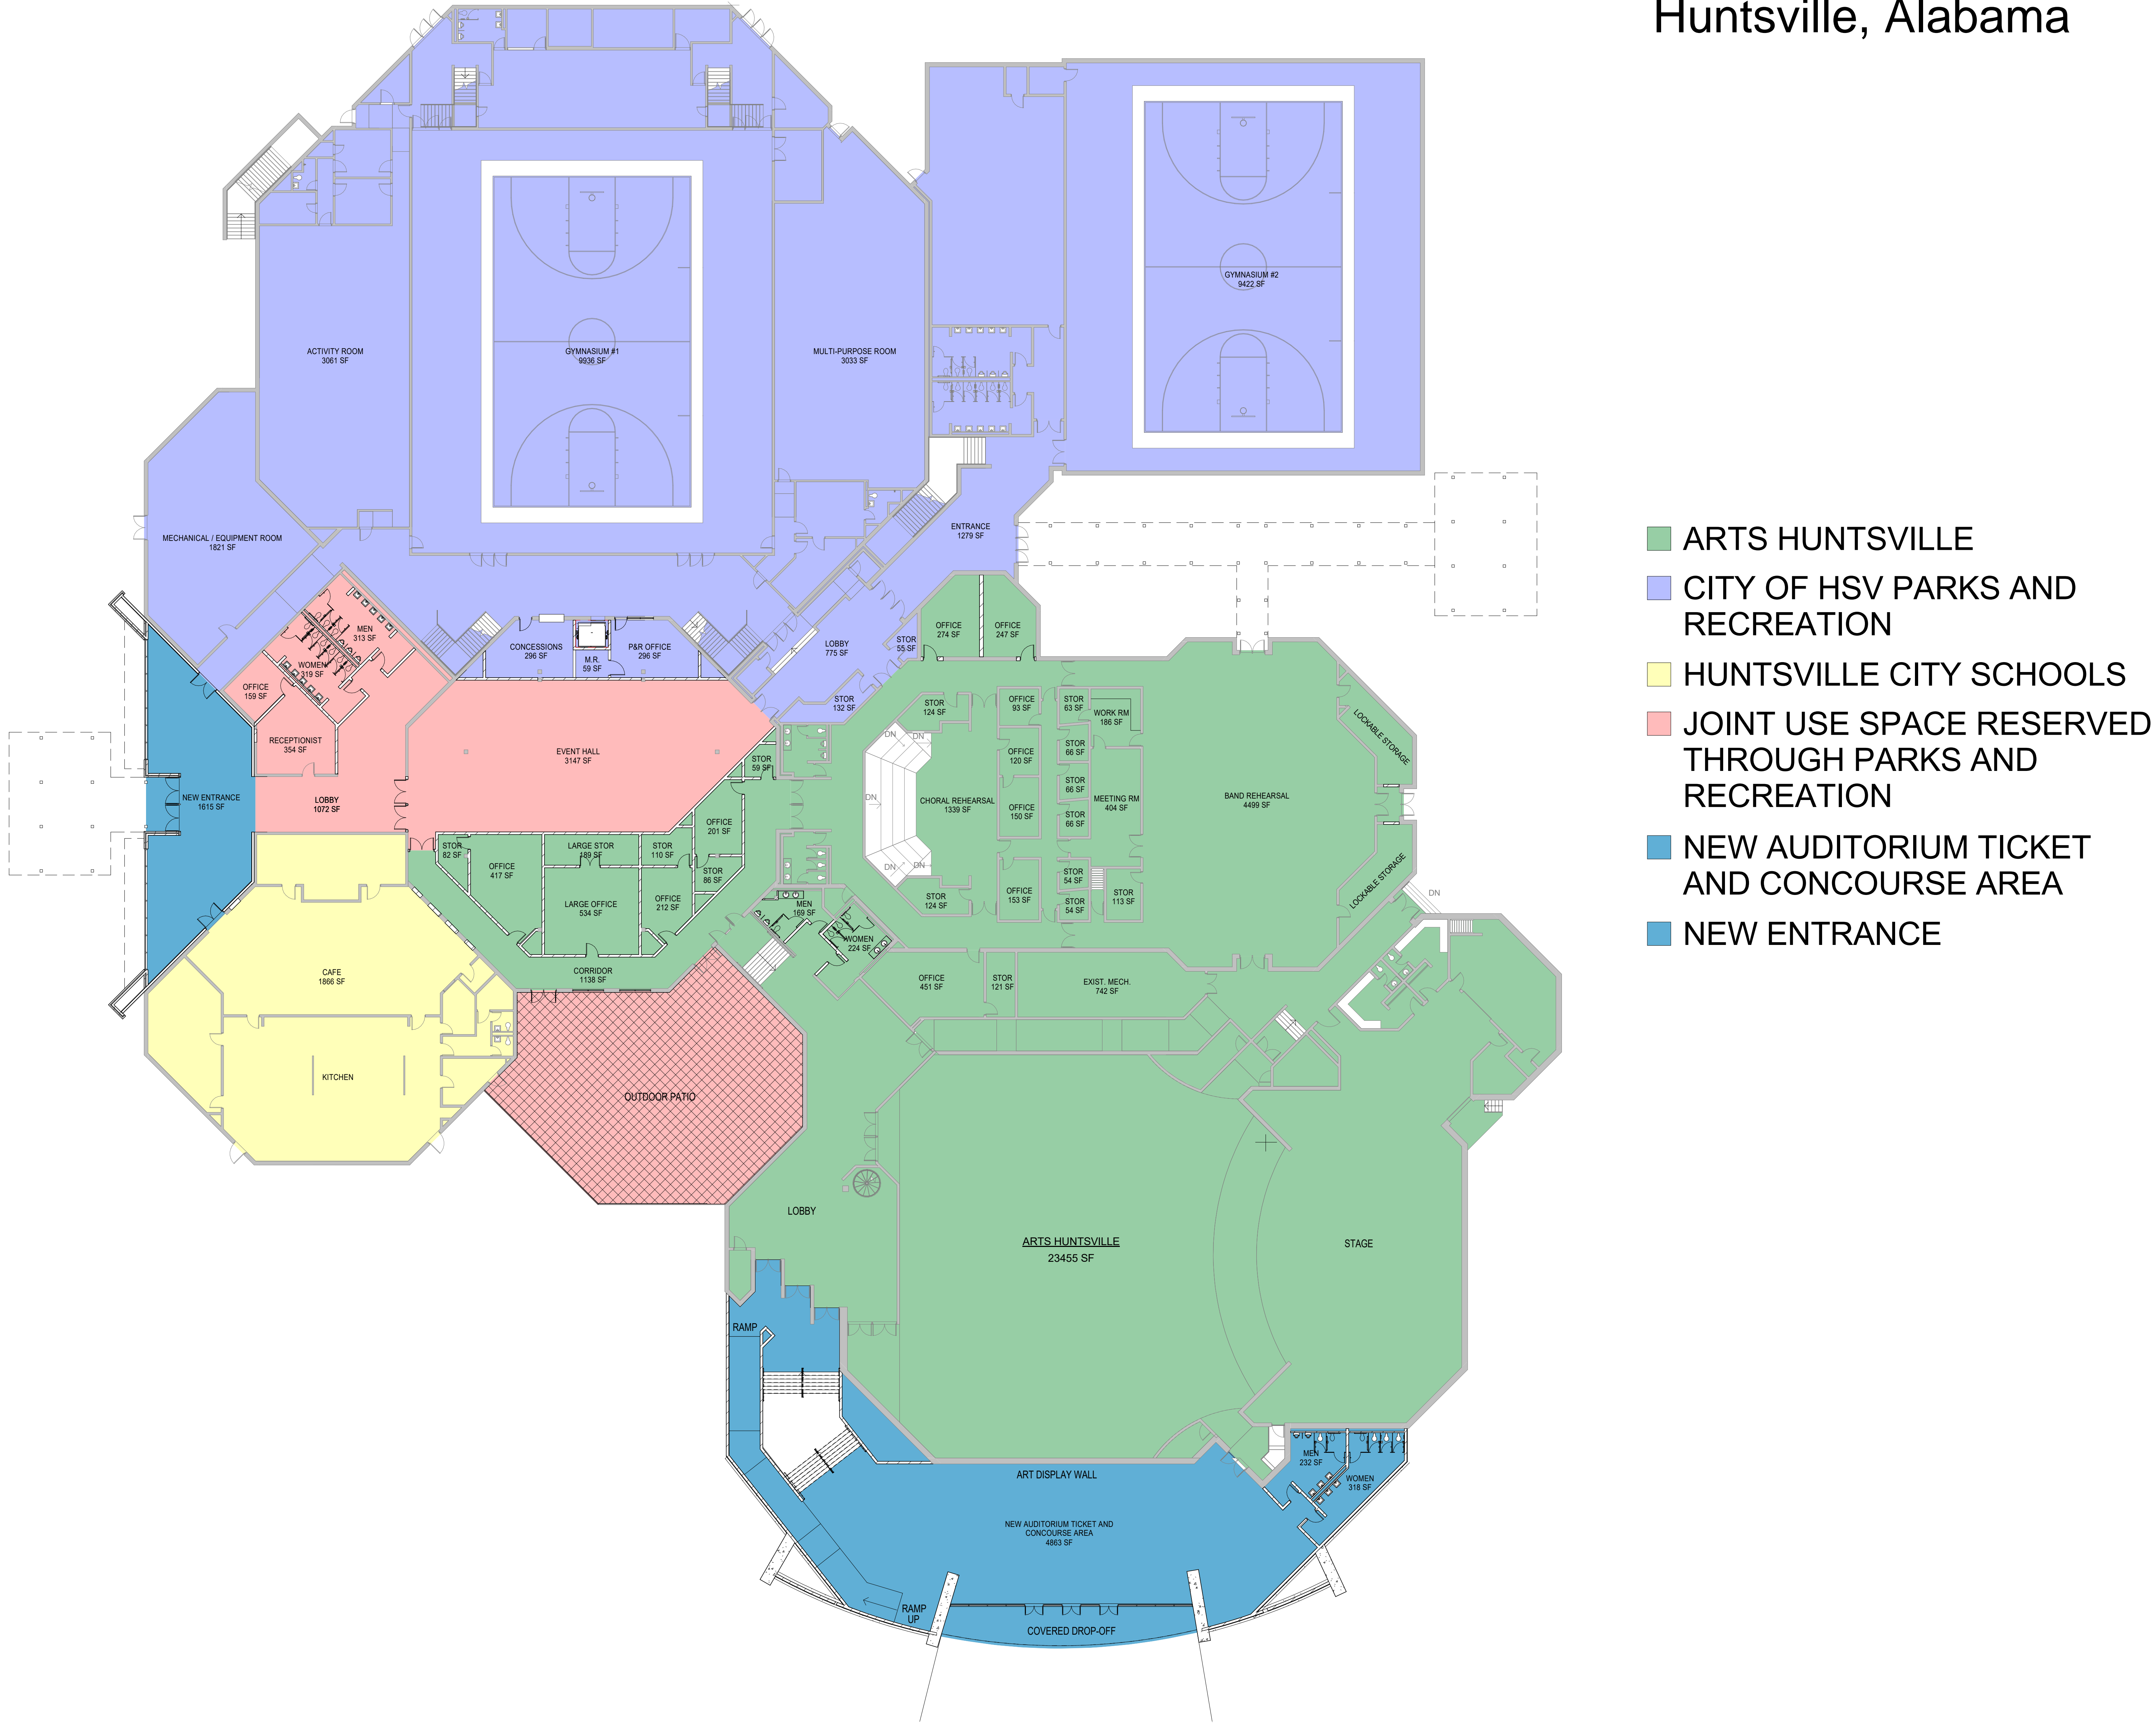 Huntsville, Alabama
GYMNASIUM #2
9422 SF
ACTIVITY ROOM
3061 SF
GYMNASIUM #1
9936 SF
MULTI-PURPOSE ROOM
3033 SF
ENTRANCE
1279 SF
MECHANICAL / EQUIPMENT ROOM
1821 SF
ARTS HUNTSVILLE
CITY OF HSV PARKS AND
RECREATION
HUNTSVILLE CITY SCHOOLS
JOINT USE SPACE RESERVED
THROUGH PARKS AND
RECREATION
NEW AUDITORIUM TICKET
AND CONCOURSE AREA
NEW ENTRANCE
MEN
313 SF
WOMEN
319 SF
OFFICE
159 SF
RECEPTIONIST
354 SF
CONCESSIONS
296 SF
M.R.
59 SF
P&R OFFICE
296 SF
LOBBY
775 SF
STOR
55 SF
OFFICE
274 SF
OFFICE
247 SF
STOR
132 SF
EVENT HALL
3147 SF
NEW ENTRANCE
1615 SF
LOBBY
1072 SF
STOR
59 SF
OFFICE
201 SF
STOR
82 SF
OFFICE
417 SF
LARGE STOR
189 SF
STOR
110 SF
STOR
86 SF
LARGE OFFICE
534 SF
OFFICE
212 SF
CORRIDOR
1138 SF
STOR
124 SF
DN
DN
DN
DN
DN
CHORAL REHEARSAL
1339 SF
STOR
124 SF
OFFICE
93 SF
OFFICE
120 SF
OFFICE
150 SF
OFFICE
153 SF
STOR
63 SF
STOR
66 SF
STOR
66 SF
STOR
66 SF
STOR
54 SF
STOR
54 SF
WORK RM
186 SF
MEETING RM
404 SF
STOR
113 SF
BAND REHEARSAL
4499 SF
LOCKABLE STORAGE
LOCKABLE STORAGE
DN
MEN
169 SF
WOMEN
224 SF
OFFICE
451 SF
STOR
121 SF
EXIST. MECH.
742 SF
CAFE
1866 SF
KITCHEN
OUTDOOR PATIO
LOBBY
ARTS HUNTSVILLE
23455 SF
STAGE
RAMP
ART DISPLAY WALL
MEN
232 SF
WOMEN
318 SF
NEW AUDITORIUM TICKET AND
CONCOURSE AREA
4863 SF
RAMP
UP
COVERED DROP-OFF